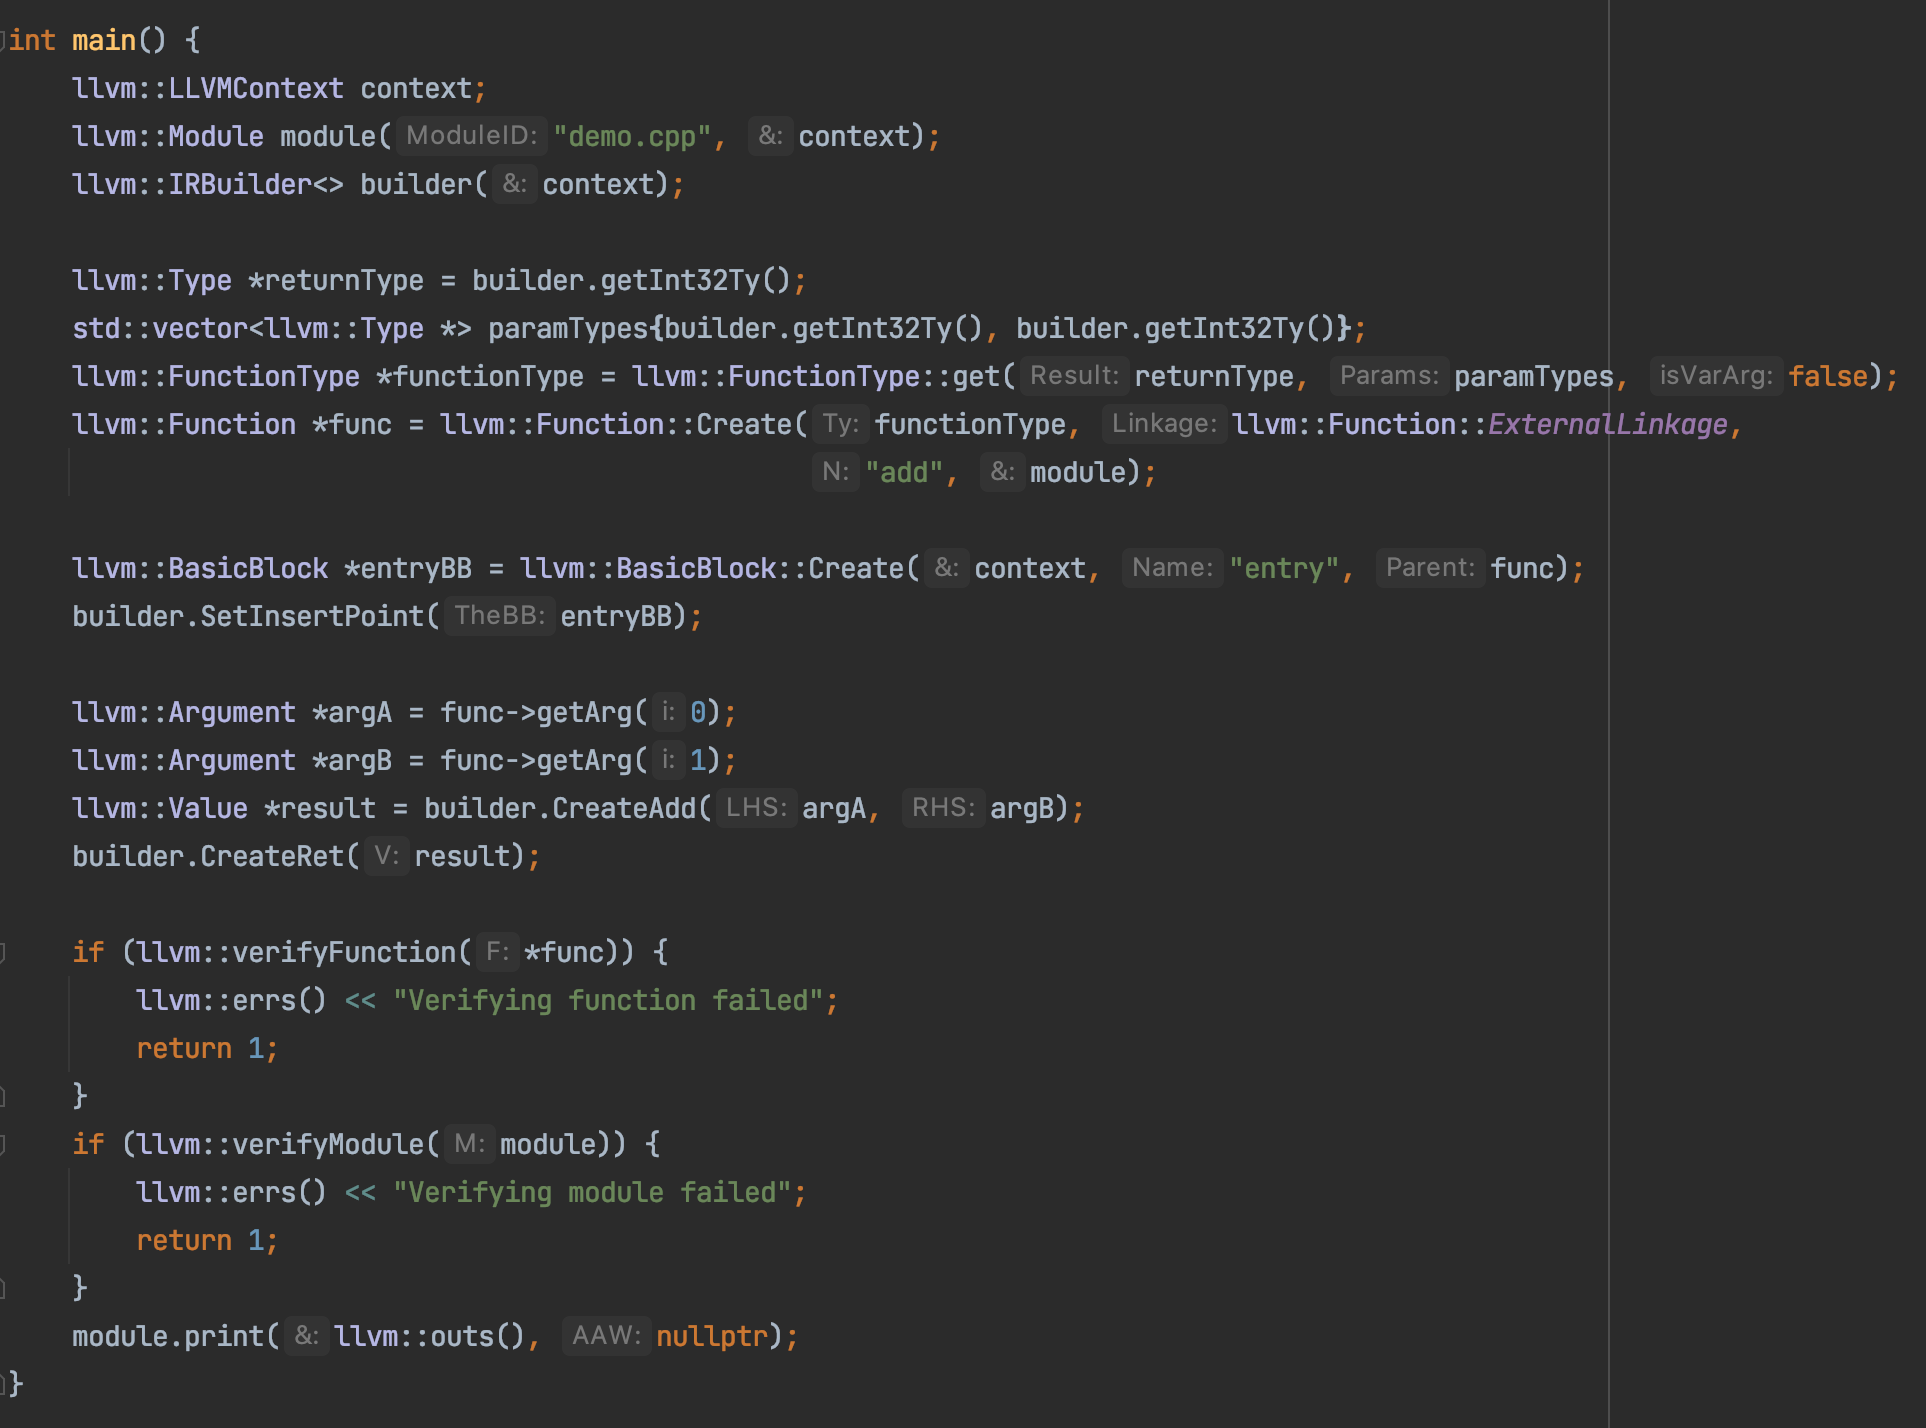 int main() {
llvm::LLVMContext context;
llvm::Module module( ModuleID: "demo.cpp", &: context);
llvm::IRBuilder<> builder( &: context);
llvm::Type *returnType = builder.getInt32Ty();
std::vector<llvm::Type *> paramTypes{builder.getInt32Ty(), builder.getInt32Ty()};
llvm::FunctionType *functionType = llvm::FunctionType::get( Result: returnType, Params: paramTypes, isVarArg: false);
llvm::Function *func = llvm::Function::Create( Ty: functionType, Linkage: llvm::Function::ExternalLinkage,
N: "add", &: module);
llvm::BasicBlock *entryBB = llvm::BasicBlock::Create( &: context, Name: "entry", Parent: func);
builder.SetInsertPoint( TheBB: entryBB);
llvm::Argument *argA = func->getArg( i: 0);
llvm::Argument *argB = func->getArg( i: 1);
llvm::Value *result = builder.CreateAdd( LHS: argA, RHS: argB);
builder.CreateRet( V: result);
if (llvm::verifyFunction( F: *func)) {
llvm::errs() << "Verifying function failed";
return 1;
}
if (llvm::verifyModule( M: module)) {
llvm::errs() << "Verifying module failed";
return 1;
}
module.print( &: llvm::outs(), AAW: nullptr);
}